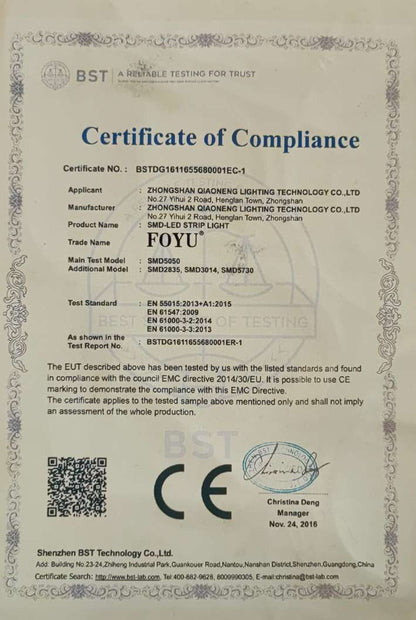 BST
A RELIABLE TESTING FOR TRUST
Certificate of Compliance
Certificate NO. : BSTDG1611655680001EC-1
Applicant : ZHONGSHAN QIAONENG LIGHTING TECHNOLOGY CO.,LTD
No.27 Yihui 2 Road, Henglan Town, Zhongshan
Manufacturer : ZHONGSHAN QIAONENG LIGHTING TECHNOLOGY CO.,LTD
No.27 Yihui 2 Road, Henglan Town, Zhongshan
Product Name : SMD-LED STRIP LIGHT
Trade Name FOYU®
Main Test Model : SMD5050
Additional Model : SMD2835, SMD3014, SMD5730
Test Standard : EN 55015:2013+A1:2015
EN 61547:2009
EN 61000-3-2:2014
EN 61000-3-3:2013
As shown in the
Test Report No. : BSTDG1611655680001ER-1
The EUT described above has been tested by us with the listed standards and found
in compliance with the council EMC directive 2014/30/EU. It is possible to use CE
marking to demonstrate the compliance with this EMC Directive.
The certificate applies to the tested sample above mentioned only and shall not imply
an assessment of the whole production.
BST
CE
Christina Deng
Manager
Nov. 24, 2016
Shenzhen BST Technology Co.,Ltd.
Add: Building No.23-24,Zhiheng Industrial Park,Guankouer Road,Nantou,Nanshan District,Shenzhen,Guangdong,China
Certificate Search: http://www.bst-lab.com, Tel:400-882-9628, 8009990305, E-mail:christina@bst-lab.com